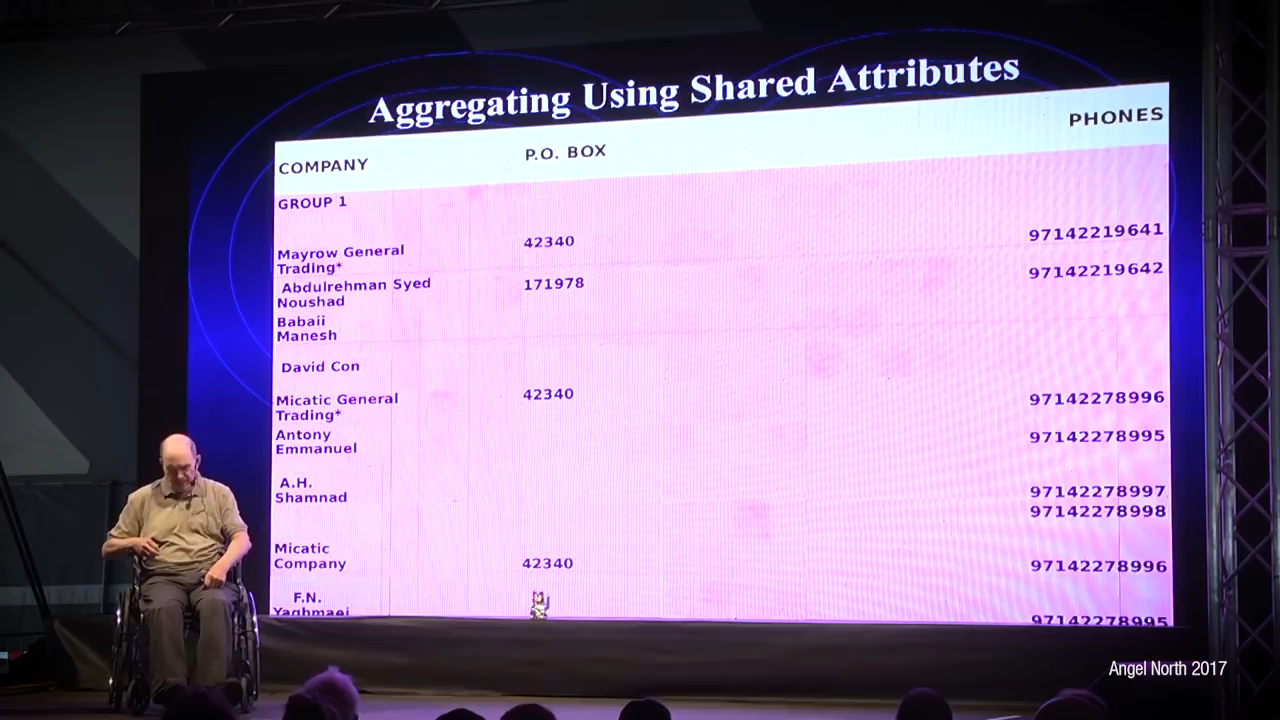 Aggregating Using Shared Attributes
COMPANY P.O. BOX PHONES
GROUP 1
Mayrow General 42340 97142219641
Trading*
Abdulrehman Syed 171978 97142219642
Noushad
Babaii
Manesh
David Con
Micatic General 42340 97142278996
Trading*
Antony 97142278995
Emmanuel
A.H.
Shamnad 97142278997
97142278998
Micatic
Company 42340 97142278996
F.N.
Yaghmaei 97142278995
Angel North 2017